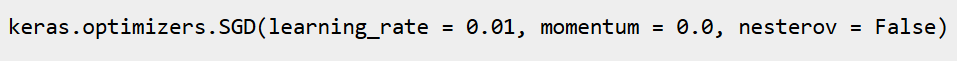 keras.optimizers.SGD(learning_rate = 0.01, momentum = 0.0, nesterov = False)